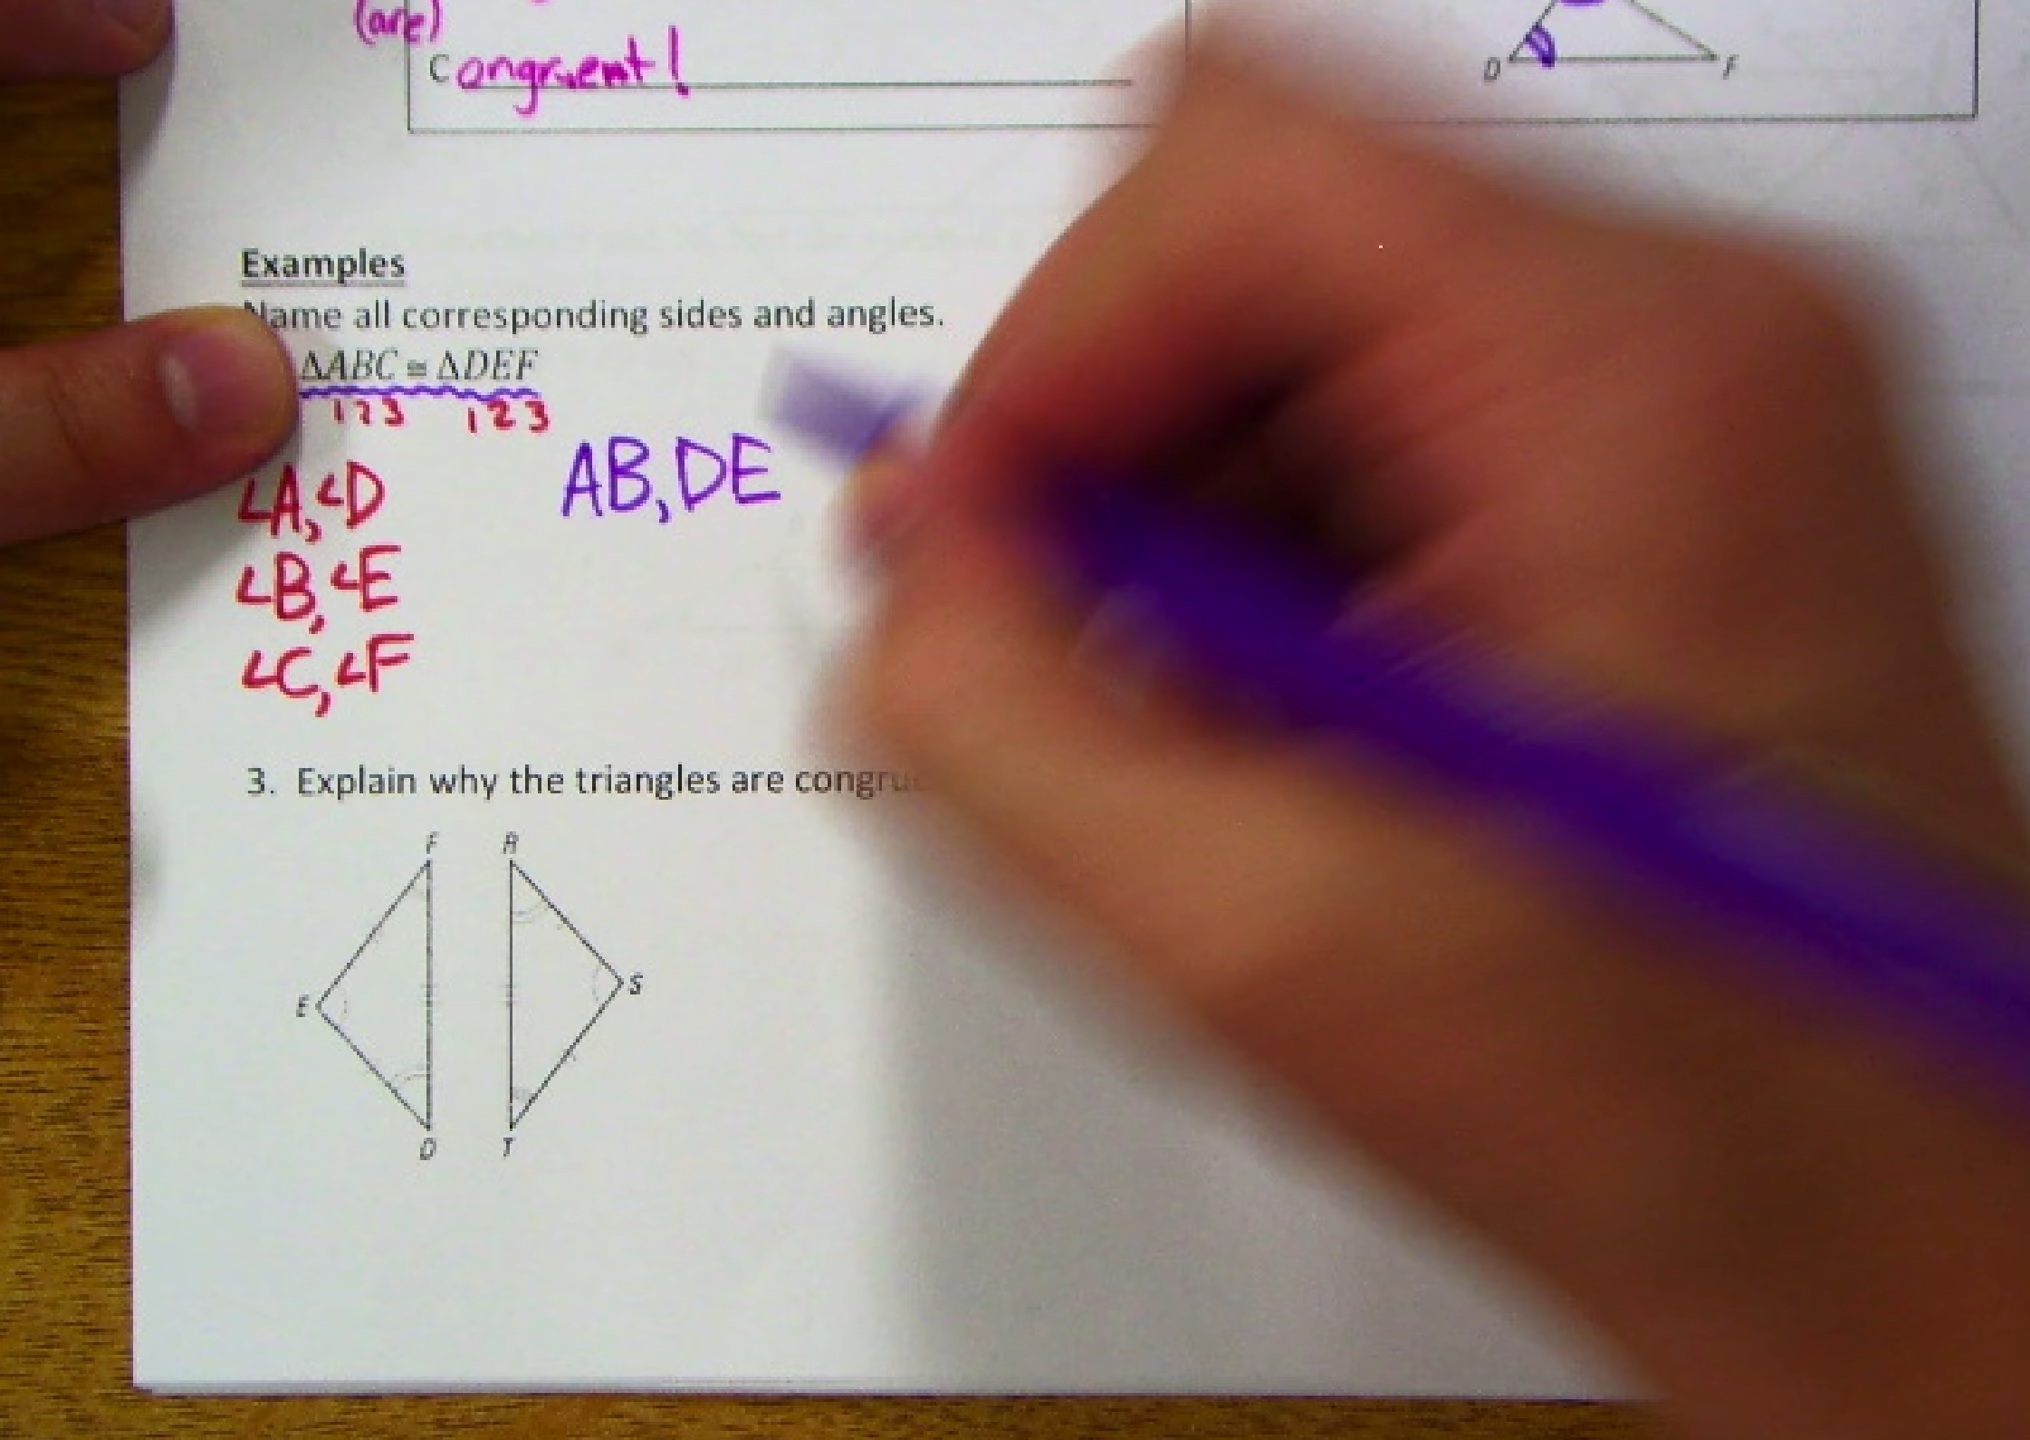 (are)
Congruent!
D F
Examples
Name all corresponding sides and angles.
ΔABC ≅ ΔDEF
123 123
∠A,∠D
AB,DE
∠B,∠E
∠C,∠F
3. Explain why the triangles are
F R
E S
D T